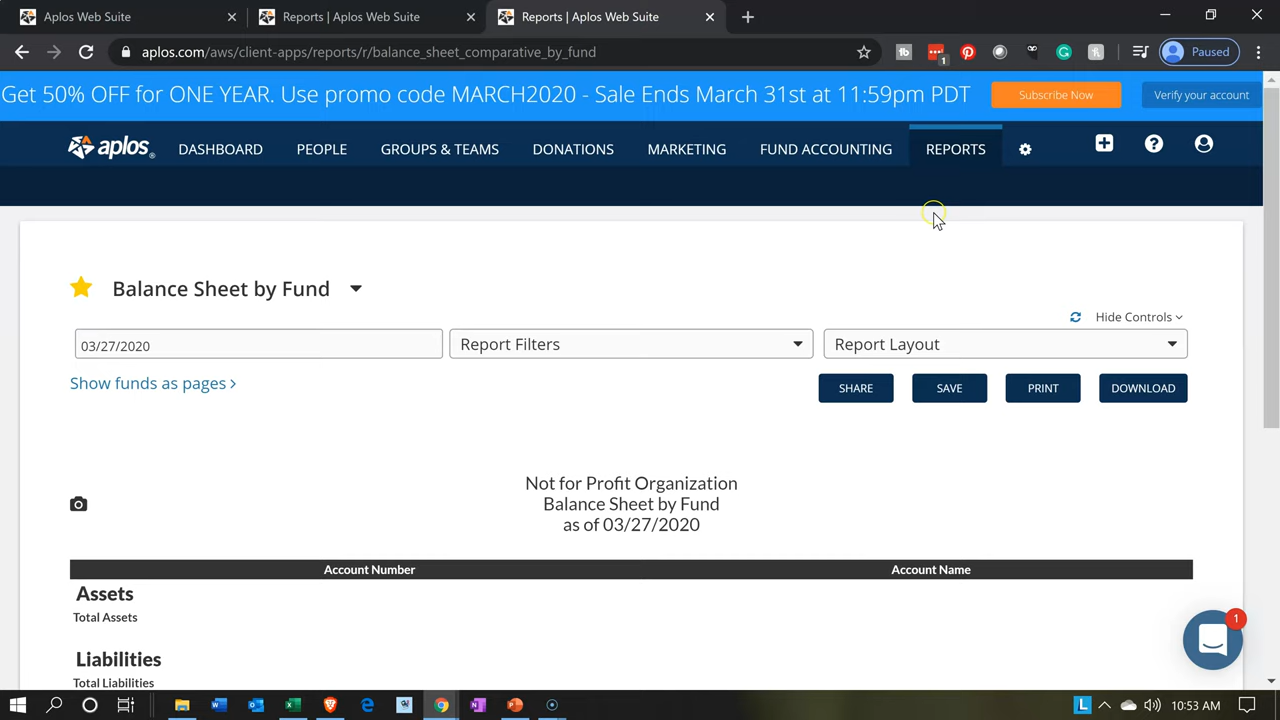 Aplos Web Suite
Reports | Aplos Web Suite
Reports | Aplos Web Suite
aplos.com/aws/client-apps/reports/r/balance_sheet_comparative_by_fund
1
Paused
Get 50% OFF for ONE YEAR. Use promo code MARCH2020 - Sale Ends March 31st at 11:59pm PDT
Subscribe Now
Verify your account
aplos
DASHBOARD
PEOPLE
GROUPS & TEAMS
DONATIONS
MARKETING
FUND ACCOUNTING
REPORTS
Balance Sheet by Fund
Hide Controls
03/27/2020
Report Filters
Report Layout
Show funds as pages >
SHARE
SAVE
PRINT
DOWNLOAD
Not for Profit Organization
Balance Sheet by Fund
as of 03/27/2020
Account Number
Account Name
Assets
Total Assets
Liabilities
Total Liabilities
1
10:53 AM